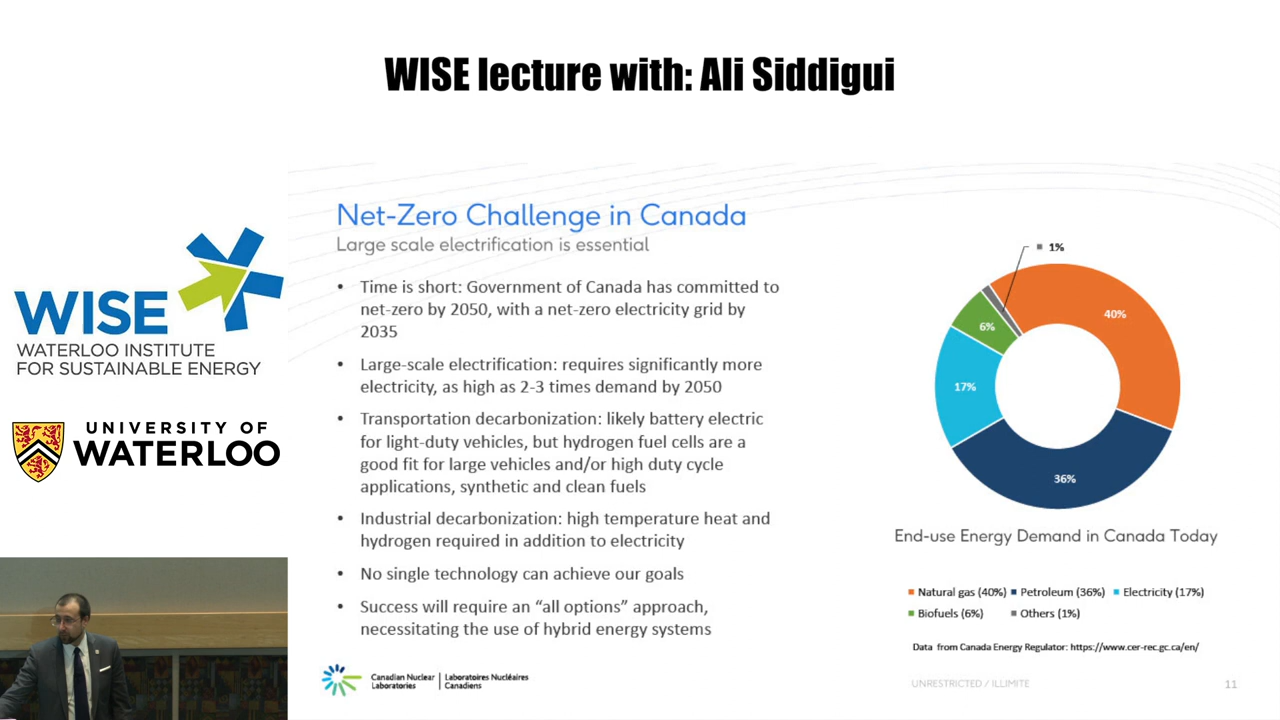 WISE lecture with: Ali Siddigui
WISE
WATERLOO INSTITUTE
FOR SUSTAINABLE ENERGY
UNIVERSITY OF
WATERLOO
Net-Zero Challenge in Canada
Large scale electrification is essential
• Time is short: Government of Canada has committed to
net-zero by 2050, with a net-zero electricity grid by
2035
• Large-scale electrification: requires significantly more
electricity, as high as 2-3 times demand by 2050
• Transportation decarbonization: likely battery electric
for light-duty vehicles, but hydrogen fuel cells are a
good fit for large vehicles and/or high duty cycle
applications, synthetic and clean fuels
• Industrial decarbonization: high temperature heat and
hydrogen required in addition to electricity
• No single technology can achieve our goals
• Success will require an “all options” approach,
necessitating the use of hybrid energy systems
1%
40%
6%
17%
36%
End-use Energy Demand in Canada Today
Natural gas (40%) Petroleum (36%) Electricity (17%)
Biofuels (6%) Others (1%)
Data from Canada Energy Regulator: https://www.cer-rec.gc.ca/en/
Canadian Nuclear
Laboratories
Laboratoires Nucléaires
Canadiens
UNRESTRICTED / ILLIMITÉ
11